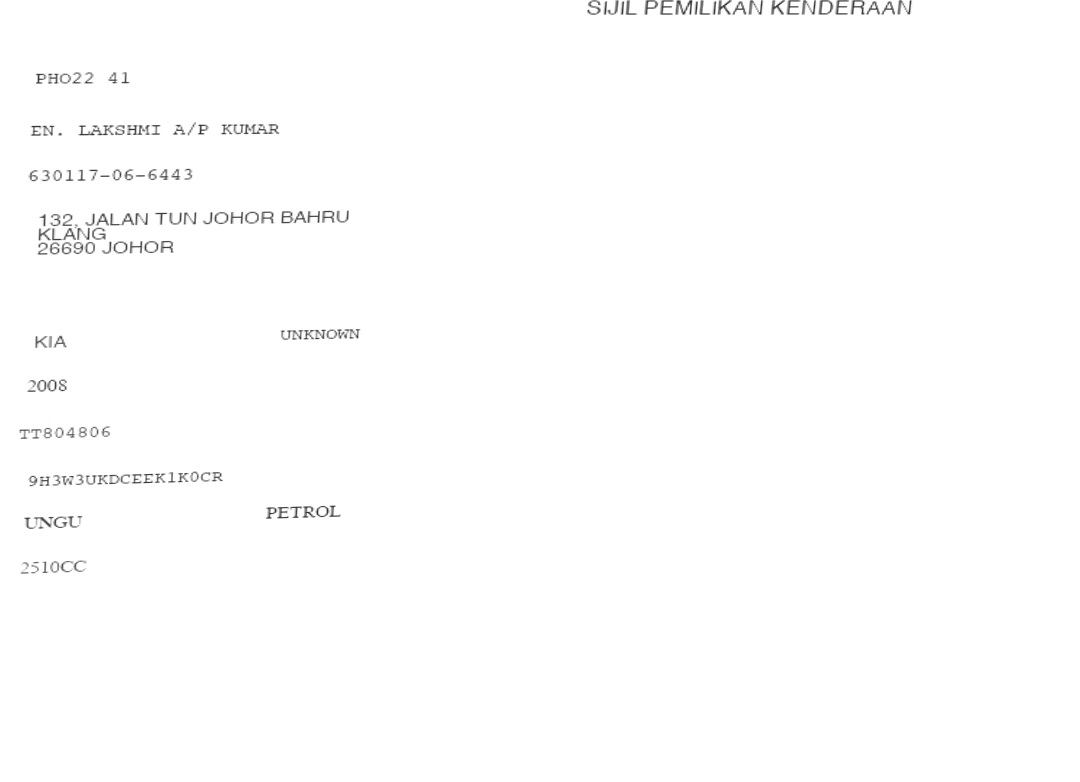 SIJIL PEMILIKAN KENDERAAN
PHO22 41
EN. LAKSHMI A/P KUMAR
630117-06-6443
132, JALAN TUN JOHOR BAHRU
KLANG
26690 JOHOR
KIA UNKNOWN
2008
TT804806
9H3W3UKDCEEK1K0CR
UNGU PETROL
2510CC